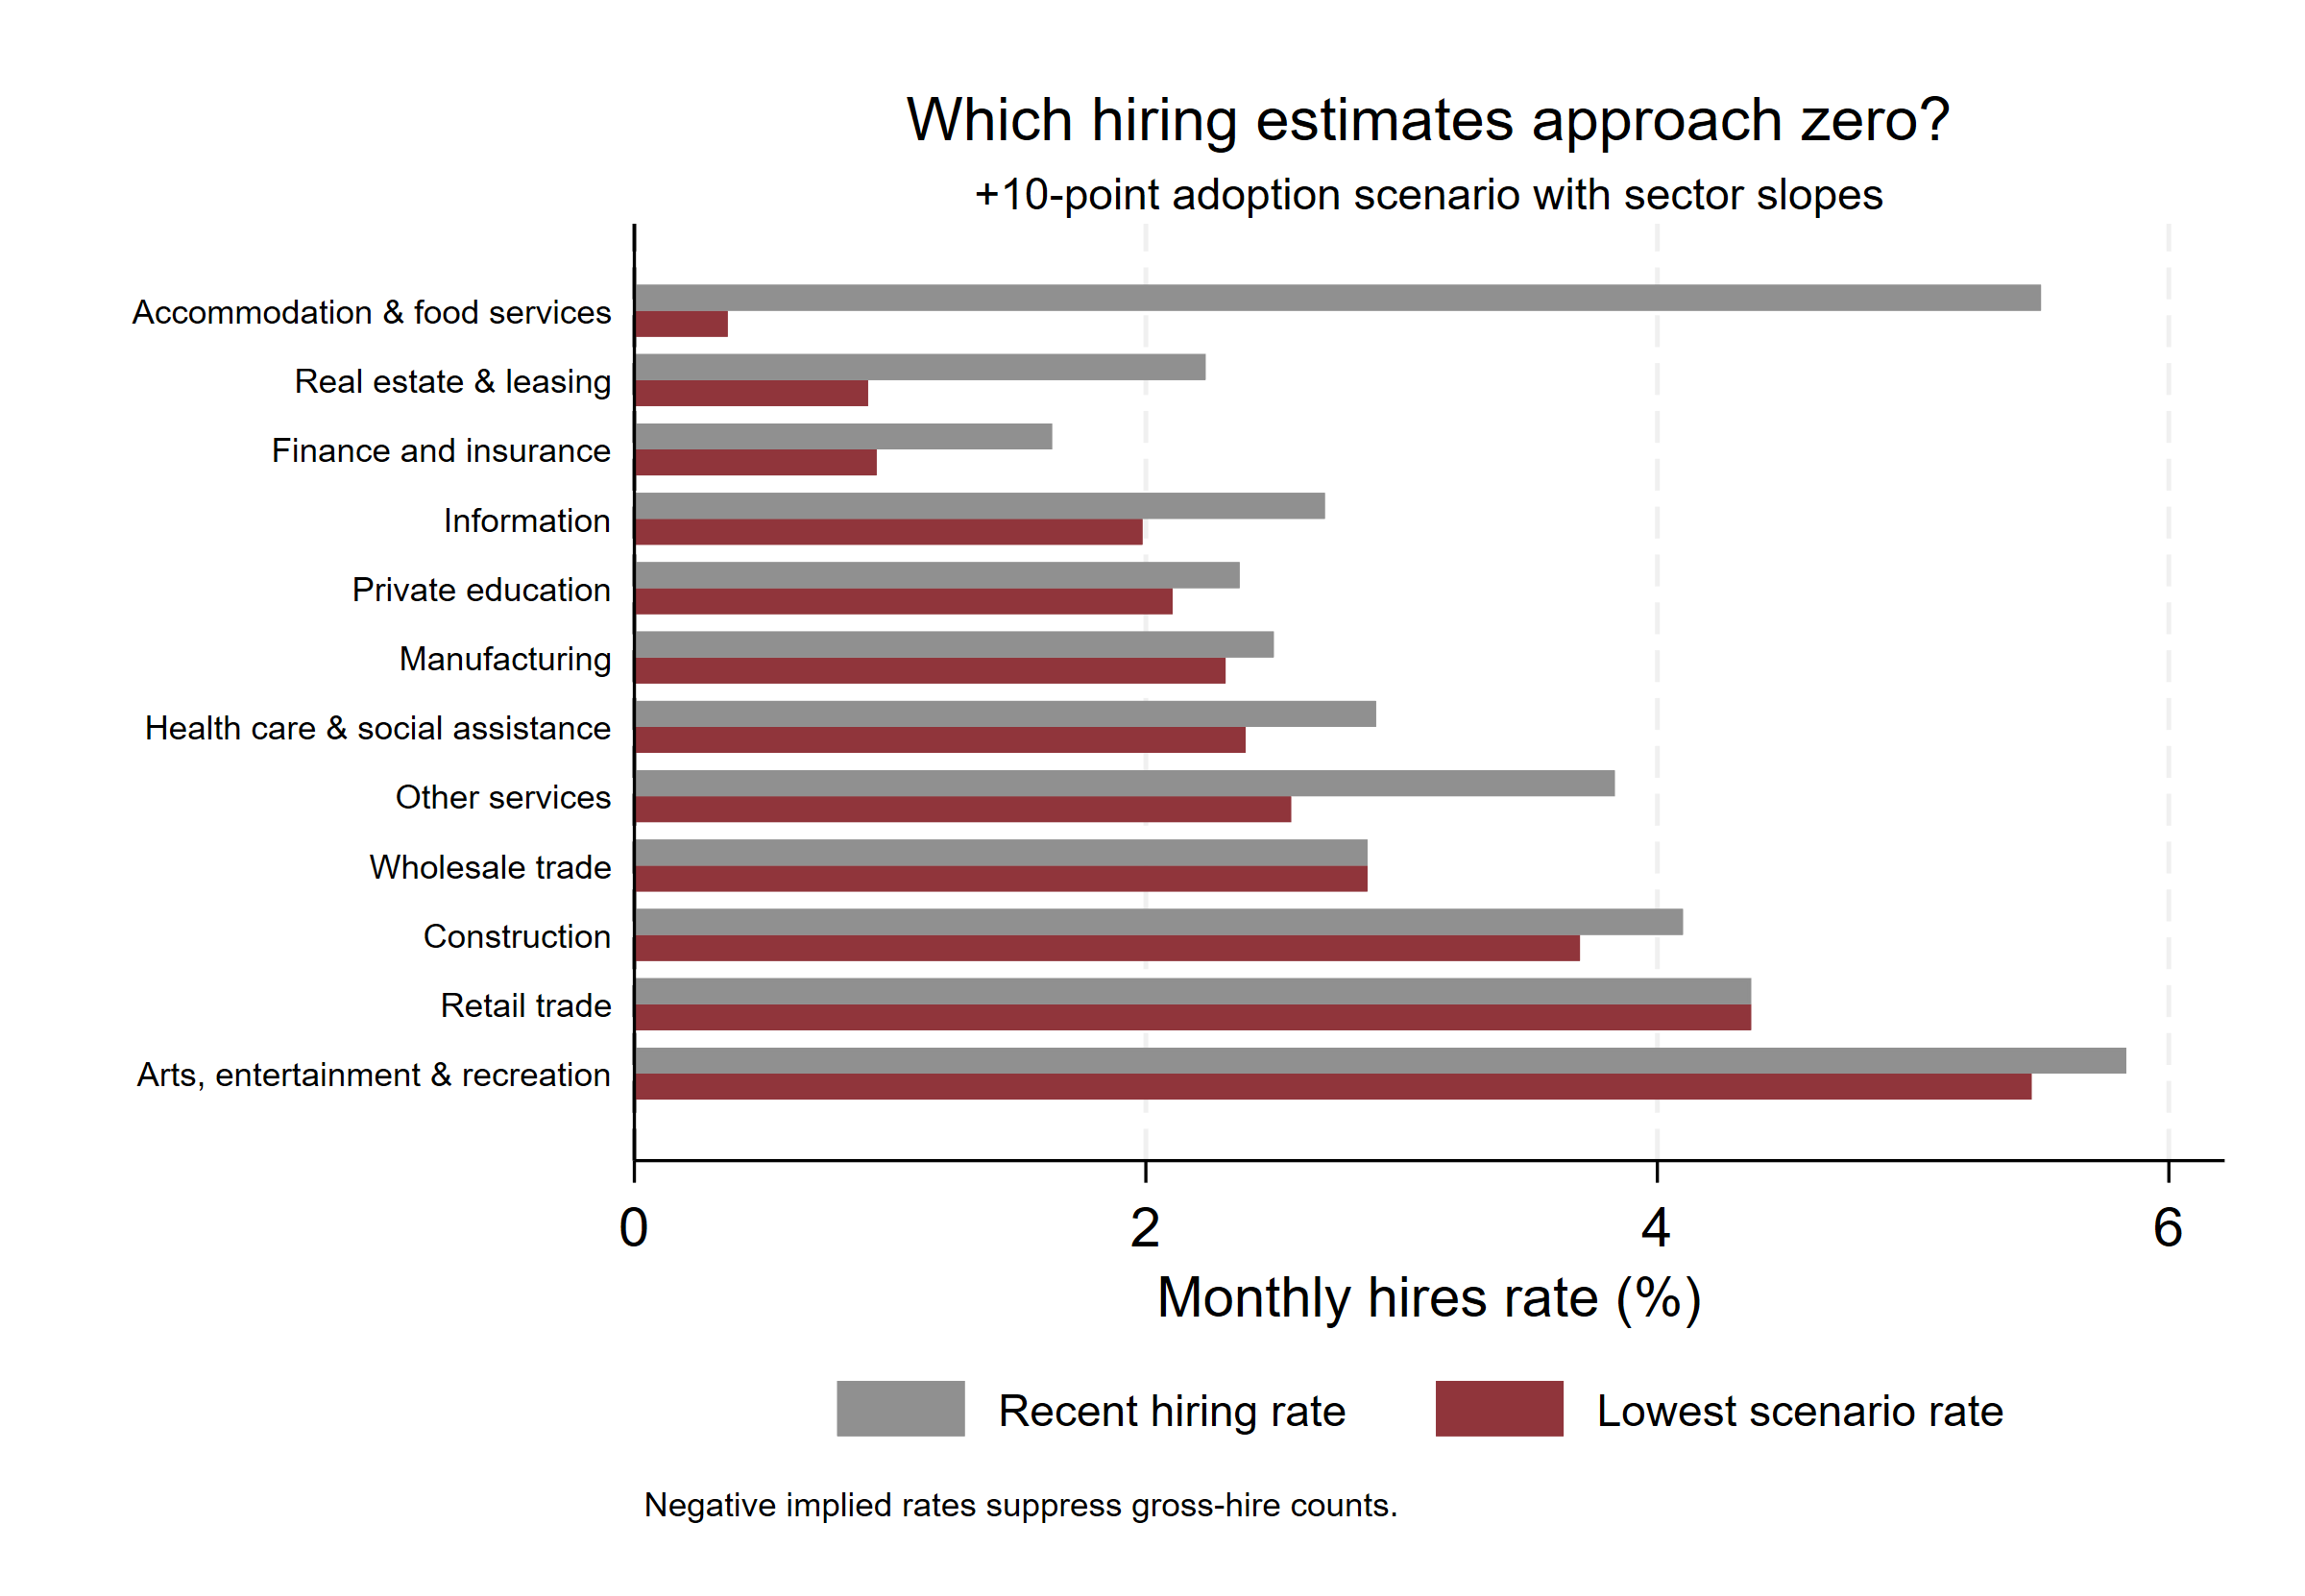 Which hiring estimates approach zero?
+10-point adoption scenario with sector slopes
Accommodation & food services
Real estate & leasing
Finance and insurance
Information
Private education
Manufacturing
Health care & social assistance
Other services
Wholesale trade
Construction
Retail trade
Arts, entertainment & recreation
0 2 4 6
Monthly hires rate (%)
Recent hiring rate Lowest scenario rate
Negative implied rates suppress gross-hire counts.